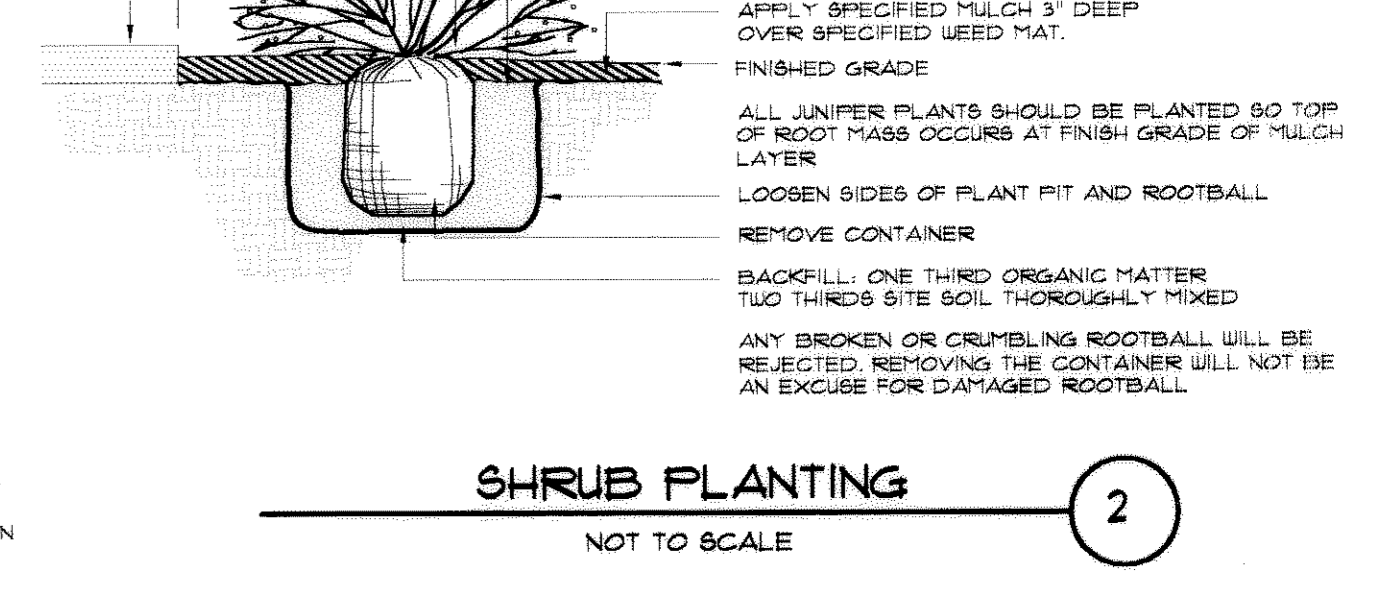 APPLY SPECIFIED MULCH 3" DEEP
OVER SPECIFIED WEED MAT.
FINISHED GRADE
ALL JUNIPER PLANTS SHOULD BE PLANTED SO TOP
OF ROOT MASS OCCURS AT FINISH GRADE OF MULCH
LAYER
LOOSEN SIDES OF PLANT PIT AND ROOTBALL
REMOVE CONTAINER
BACKFILL: ONE THIRD ORGANIC MATTER
TWO THIRDS SITE SOIL THOROUGHLY MIXED
ANY BROKEN OR CRUMBLING ROOTBALL WILL BE
REJECTED. REMOVING THE CONTAINER WILL NOT BE
AN EXCUSE FOR DAMAGED ROOTBALL
SHRUB PLANTING
2
NOT TO SCALE
N